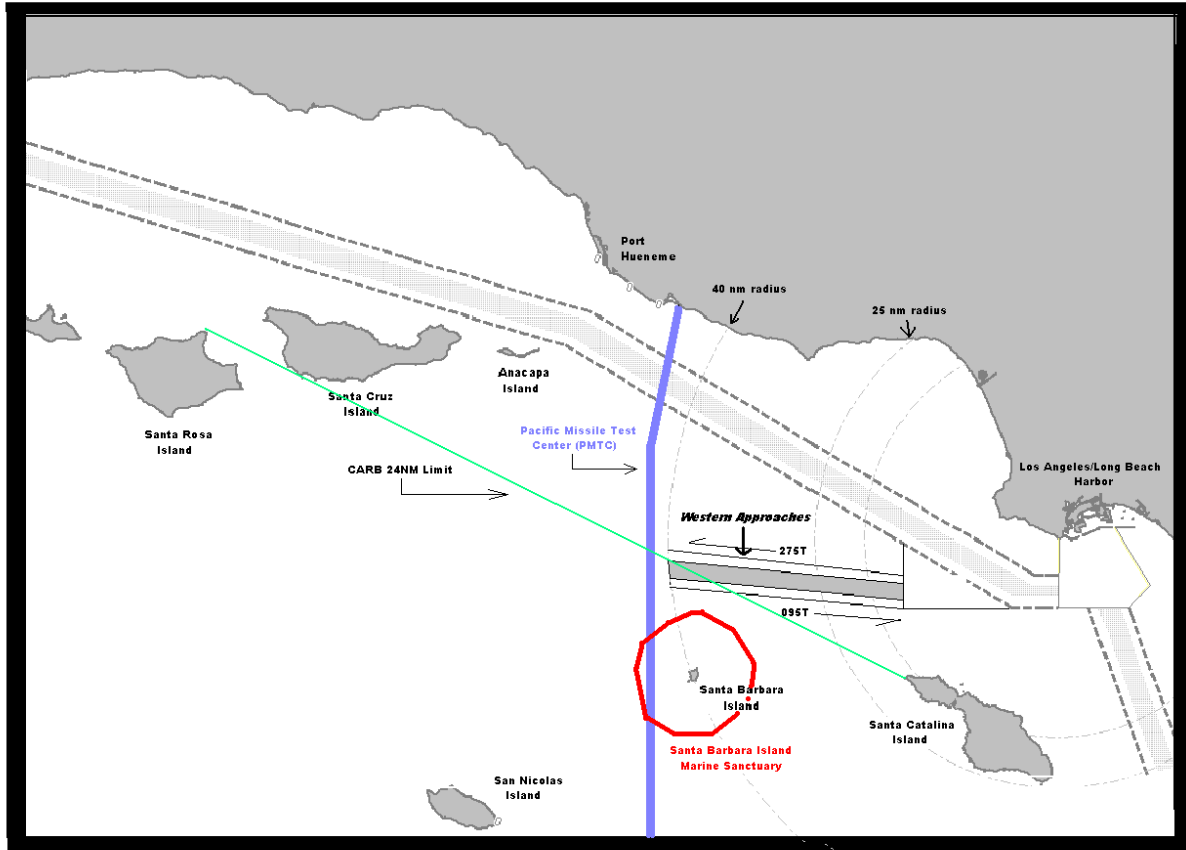 Port
Hueneme
40 nm radius
25 nm radius
Anacapa
Island
Santa Cruz
Island
Santa Rosa
Island
Pacific Missile Test
Center (PMTC)
CARB 24NM Limit
Los Angeles/Long Beach
Harbor
Western Approaches
275T
095T
Santa Barbara
Island
Santa Catalina
Island
Santa Barbara Island
Marine Sanctuary
San Nicolas
Island